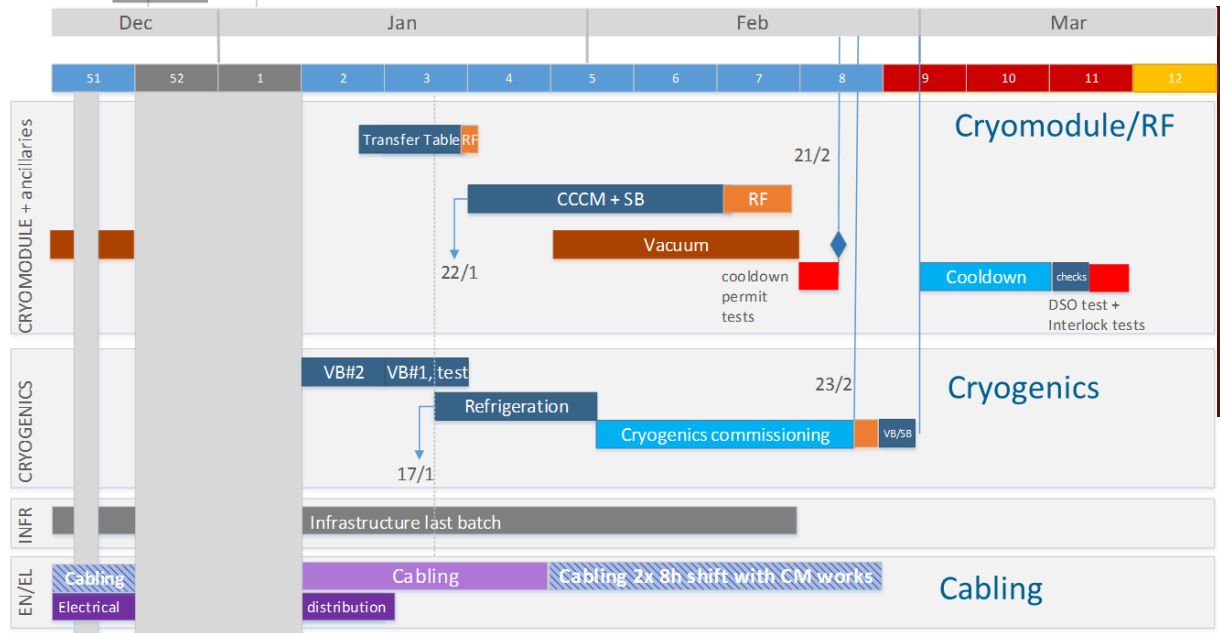 Dec Jan Feb Mar
51 52 1 2 3 4 5 6 7 8 9 10 11 12
CRYOMODULE + ancillaries
Cryomodule/RF
Transfer Table RF
21/2
CCCM + SB RF
Vacuum
22/1
cooldown
permit
tests
Cooldown checks
DSO test +
Interlock tests
CRYOGENICS
VB#2 VB#1, test
23/2
Cryogenics
Refrigeration
Cryogenics commissioning VB/SB
17/1
INFR
Infrastructure last batch
EN/EL
Cabling Cabling Cabling 2x 8h shift with CM works
Cabling
Electrical distribution